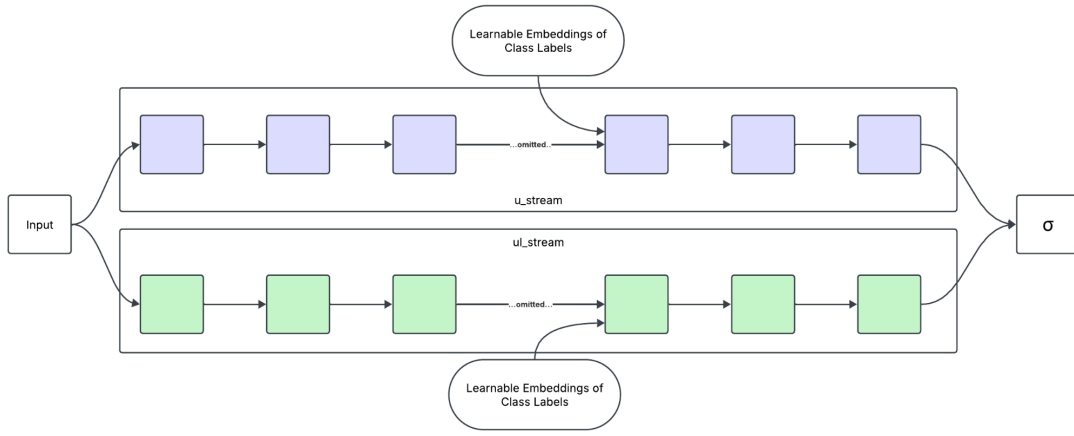 Learnable Embeddings of
Class Labels
...omitted..
u_stream
Input
σ
ul_stream
...omitted...
Learnable Embeddings of
Class Labels